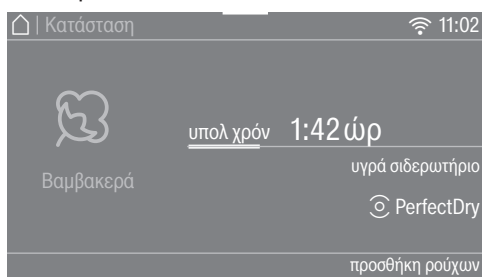 | Κατάσταση 11:02
υπολ χρόν 1:42 ώρ
Βαμβακερά
υγρά σιδερωτήριο
PerfectDry
προσθήκη ρούχων